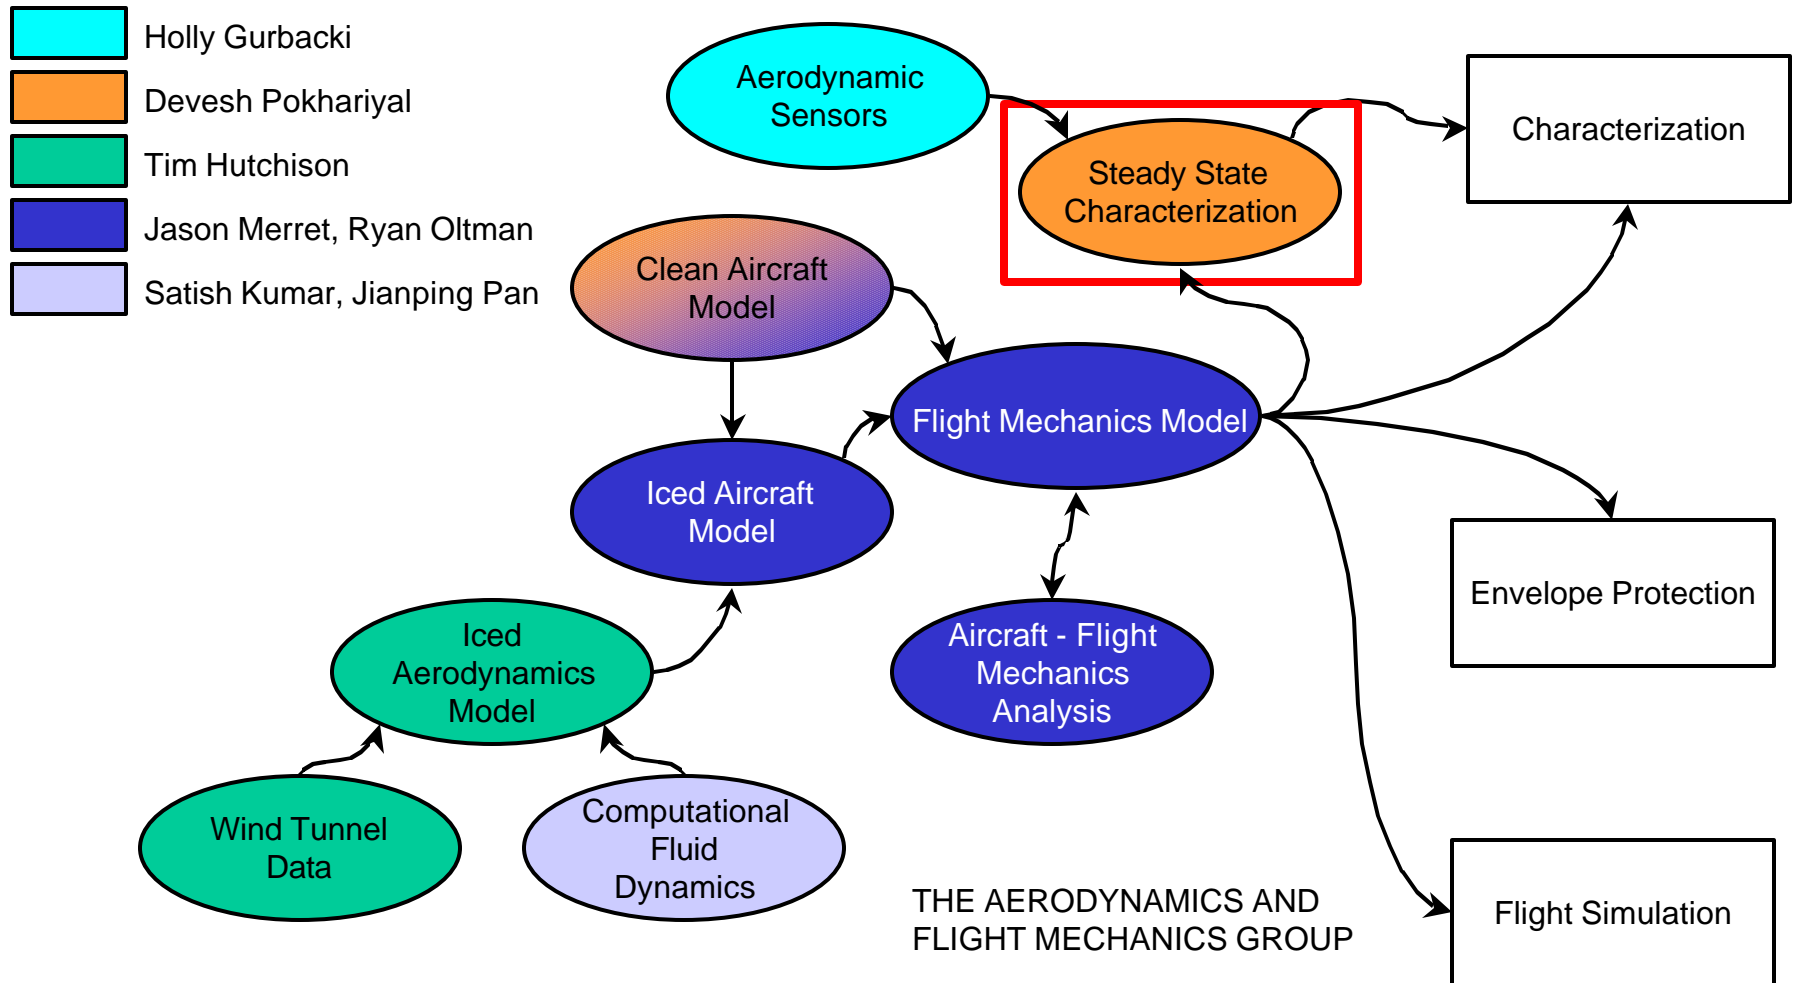 Holly Gurbacki
Devesh Pokhariyal
Tim Hutchison
Jason Merret, Ryan Oltman
Satish Kumar, Jianping Pan
Aerodynamic
Sensors
Characterization
Steady State
Characterization
Clean Aircraft
Model
Flight Mechanics Model
Iced Aircraft
Model
Envelope Protection
Iced
Aerodynamics
Model
Aircraft - Flight
Mechanics
Analysis
Wind Tunnel
Data
Computational
Fluid
Dynamics
THE AERODYNAMICS AND
FLIGHT MECHANICS GROUP
Flight Simulation